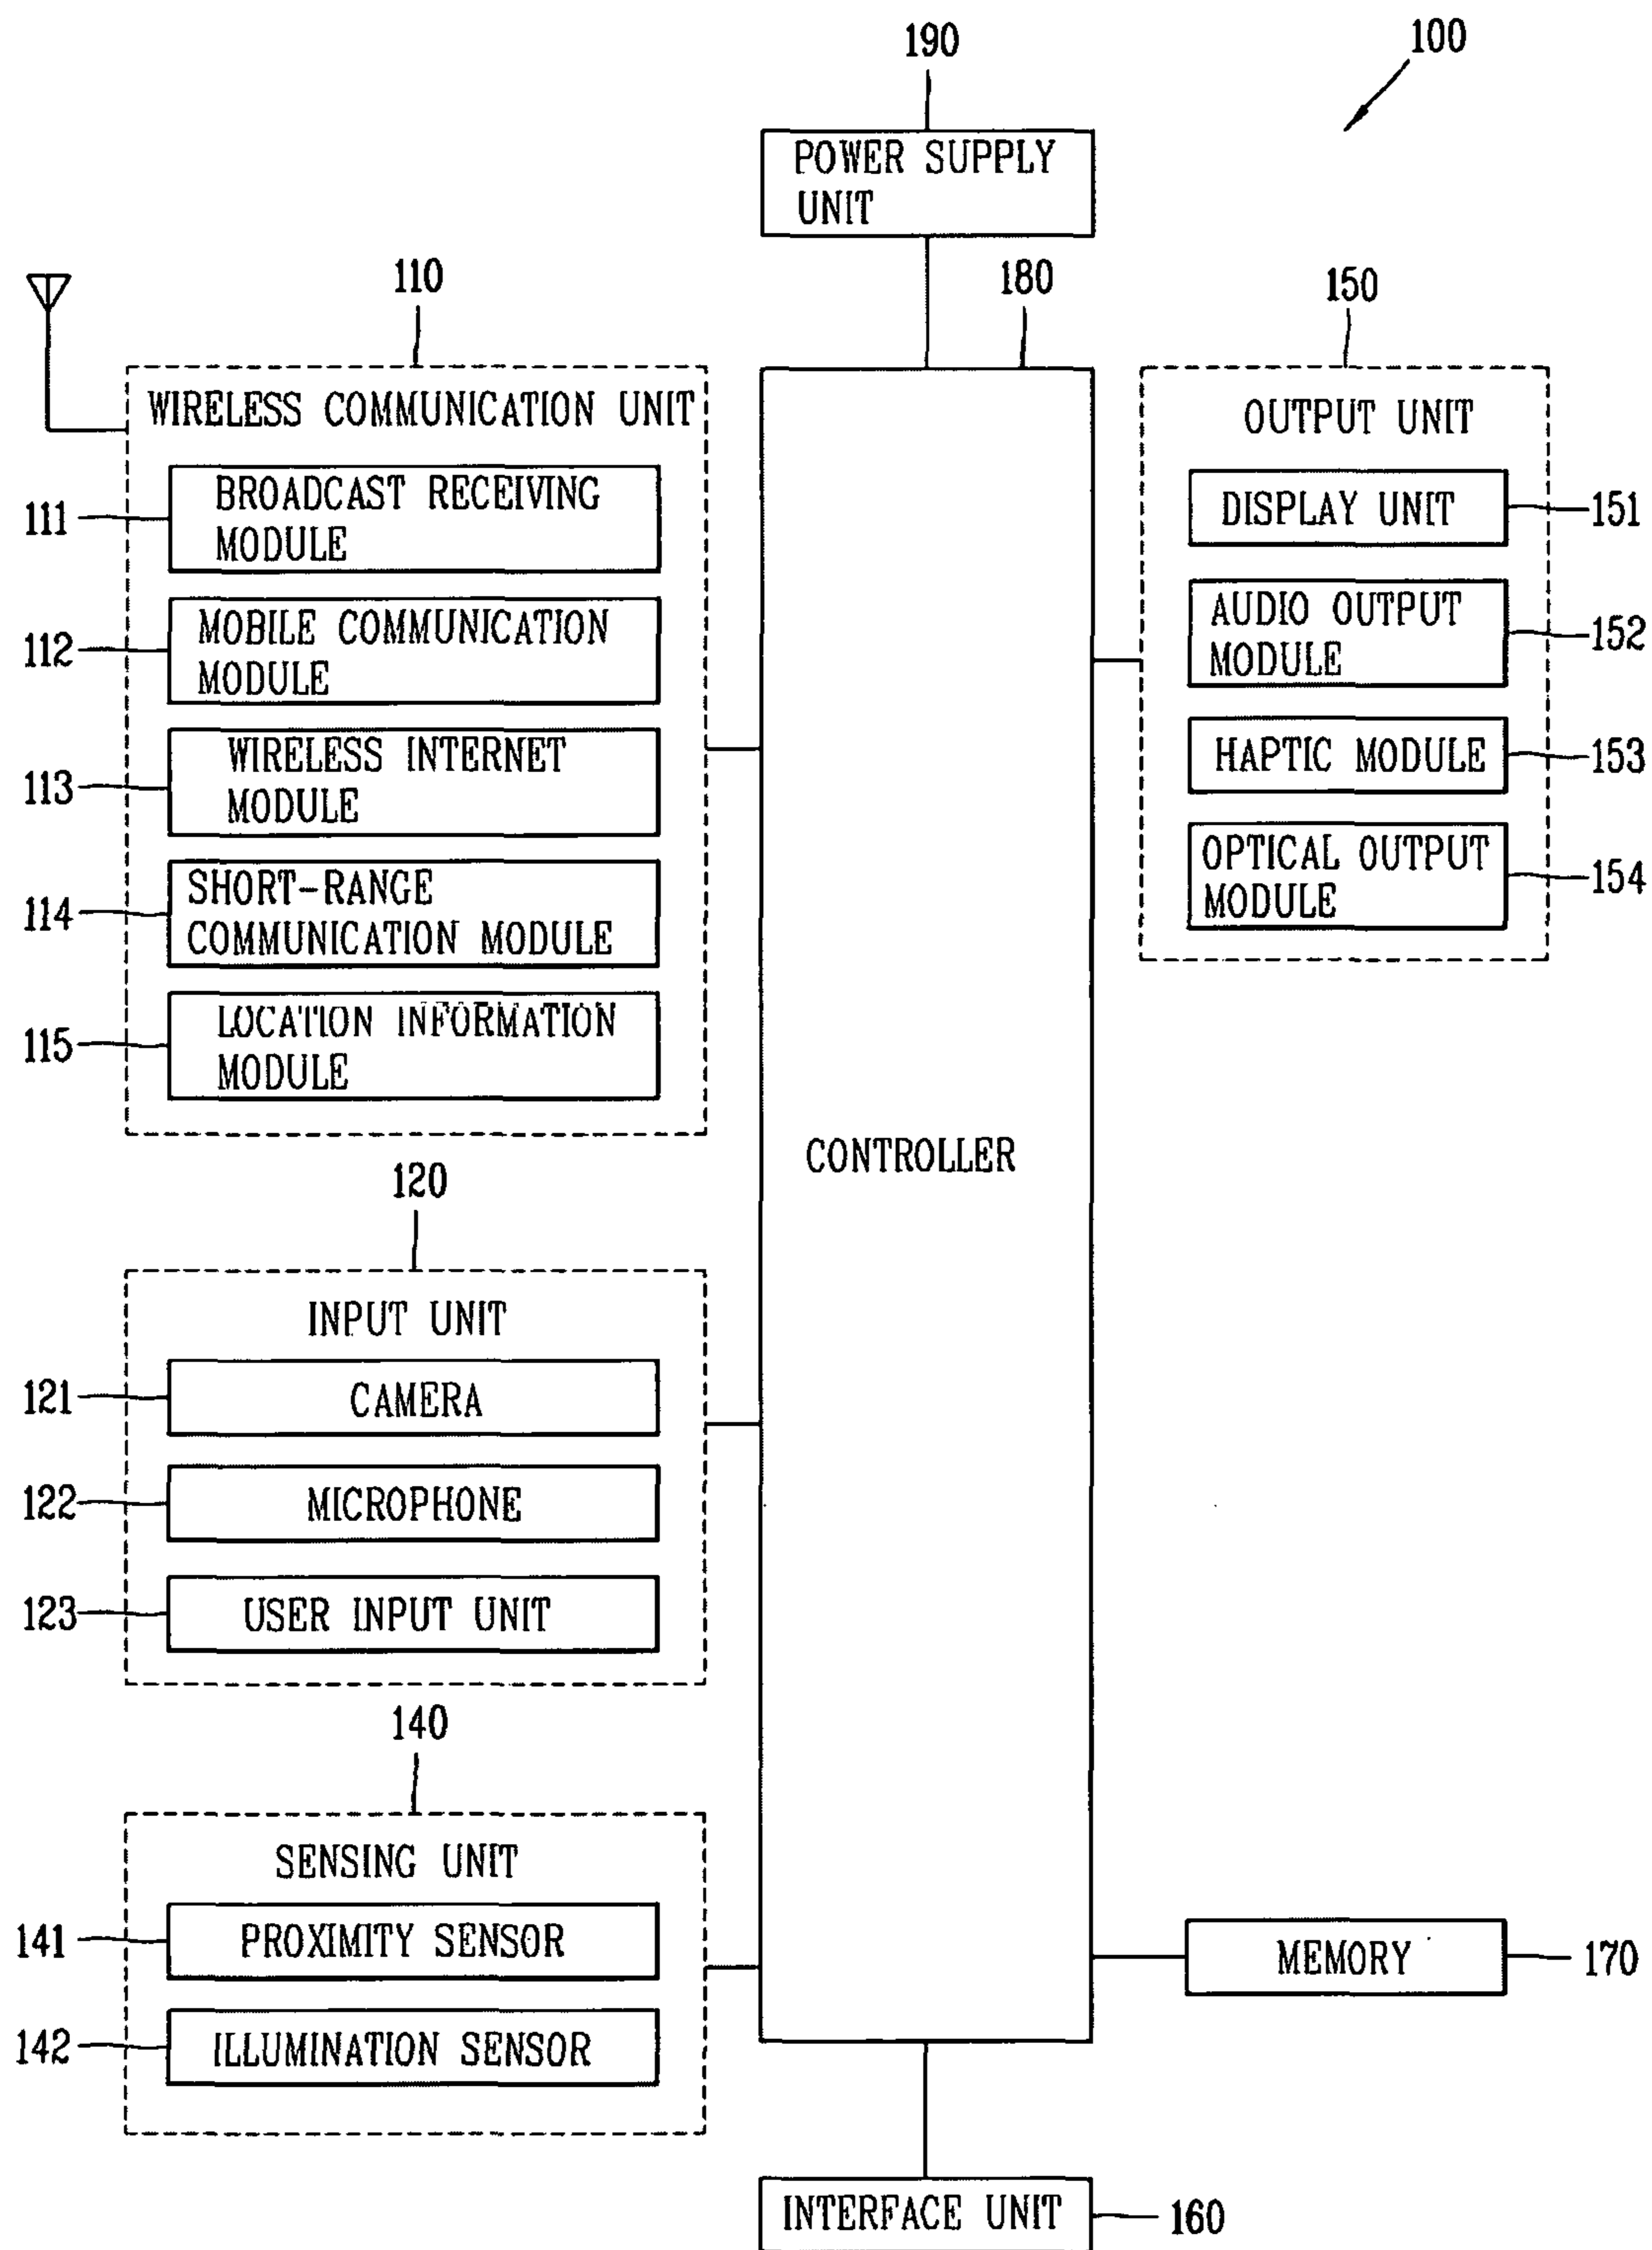 100
190
POWER SUPPLY
UNIT
110
180
150
WIRELESS COMMUNICATION UNIT
111
BROADCAST RECEIVING
MODULE
112
MOBILE COMMUNICATION
MODULE
113
WIRELESS INTERNET
MODULE
114
SHORT-RANGE
COMMUNICATION MODULE
115
LOCATION INFORMATION
MODULE
120
INPUT UNIT
121
CAMERA
122
MICROPHONE
123
USER INPUT UNIT
140
SENSING UNIT
141
PROXIMITY SENSOR
142
ILLUMINATION SENSOR
CONTROLLER
OUTPUT UNIT
DISPLAY UNIT
151
AUDIO OUTPUT
MODULE
152
HAPTIC MODULE
153
OPTICAL OUTPUT
MODULE
154
MEMORY
170
INTERFACE UNIT
160